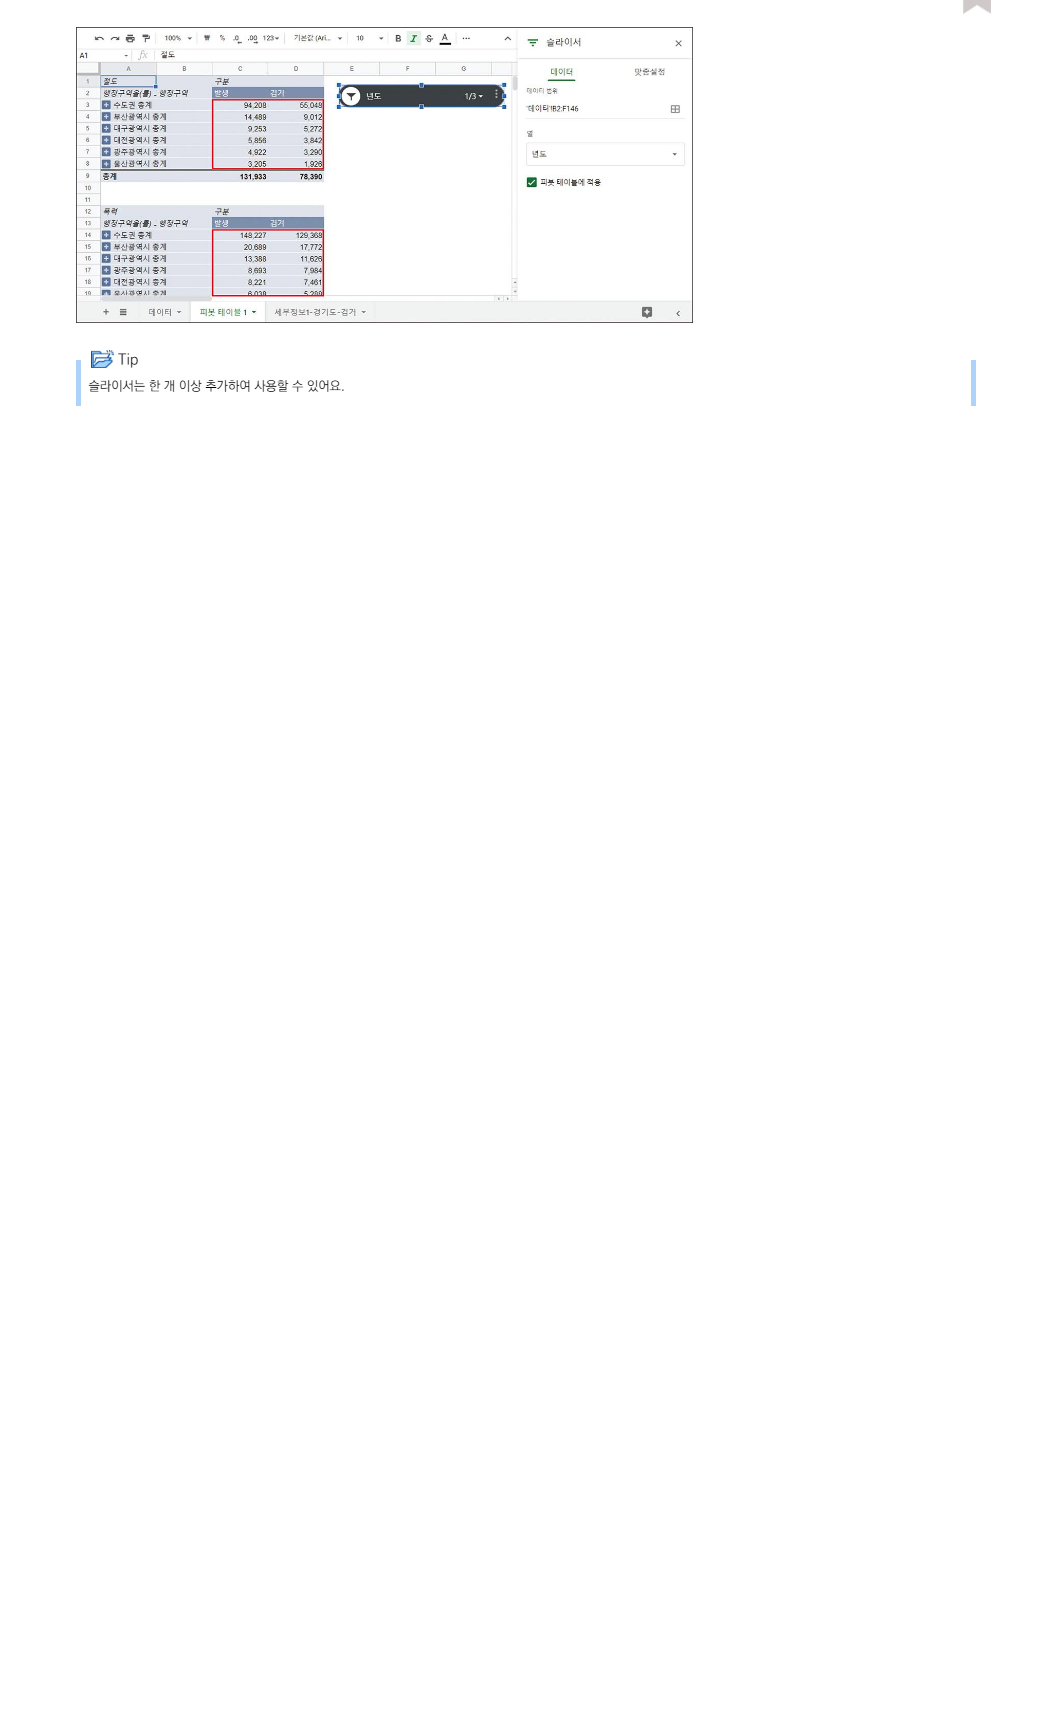 100% ₩ % .0 .00 123 기본값 (Ari... 10 B I S A ...
A1 fx 절도
A B C D E F G
1 절도 구분
2 행정구역을(를) - 행정구역 발생 검거
3 수도권 총계 94,208 55,048
4 부산광역시 총계 14,489 9,012
5 대구광역시 총계 9,253 5,272
6 대전광역시 총계 5,856 3,842
7 광주광역시 총계 4,922 3,290
8 울산광역시 총계 3,205 1,926
9 총계 131,933 78,390
10
11
12 폭력 구분
13 행정구역을(를) - 행정구역 발생 검거
14 수도권 총계 148,227 129,368
15 부산광역시 총계 20,689 17,772
16 대구광역시 총계 13,388 11,626
17 광주광역시 총계 8,693 7,984
18 대전광역시 총계 8,221 7,461
19 울산광역시 총계 6,038 5,288
년도 1/3
슬라이서
데이터 맞춤설정
데이터 범위
'데이터'!B2:F146
열
년도
피봇 테이블에 적용
데이터 피봇 테이블 1 세부정보1-경기도-검거
Tip
슬라이서는 한 개 이상 추가하여 사용할 수 있어요.